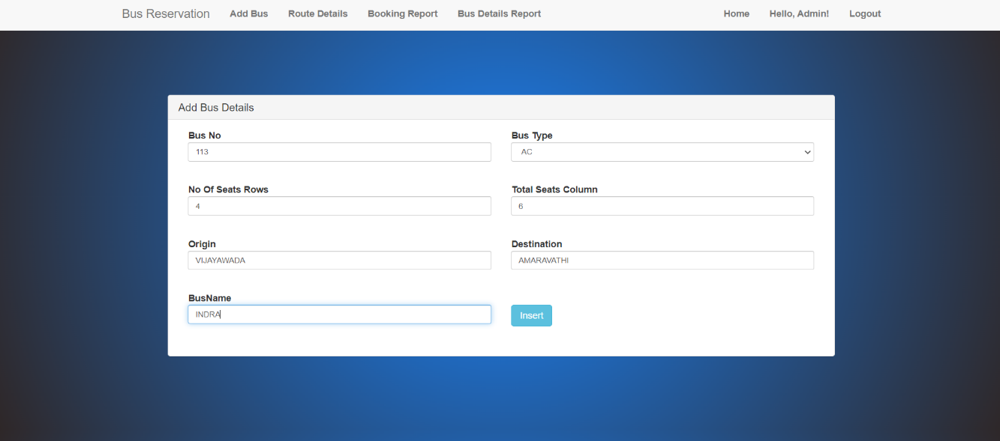 Bus Reservation Add Bus Route Details Booking Report Bus Details Report Home Hello, Admin! Logout
Add Bus Details
Bus No Bus Type
113 AC
No Of Seats Rows Total Seats Column
4 6
Origin Destination
VIJAYAWADA AMARAVATHI
BusName
INDRA Insert